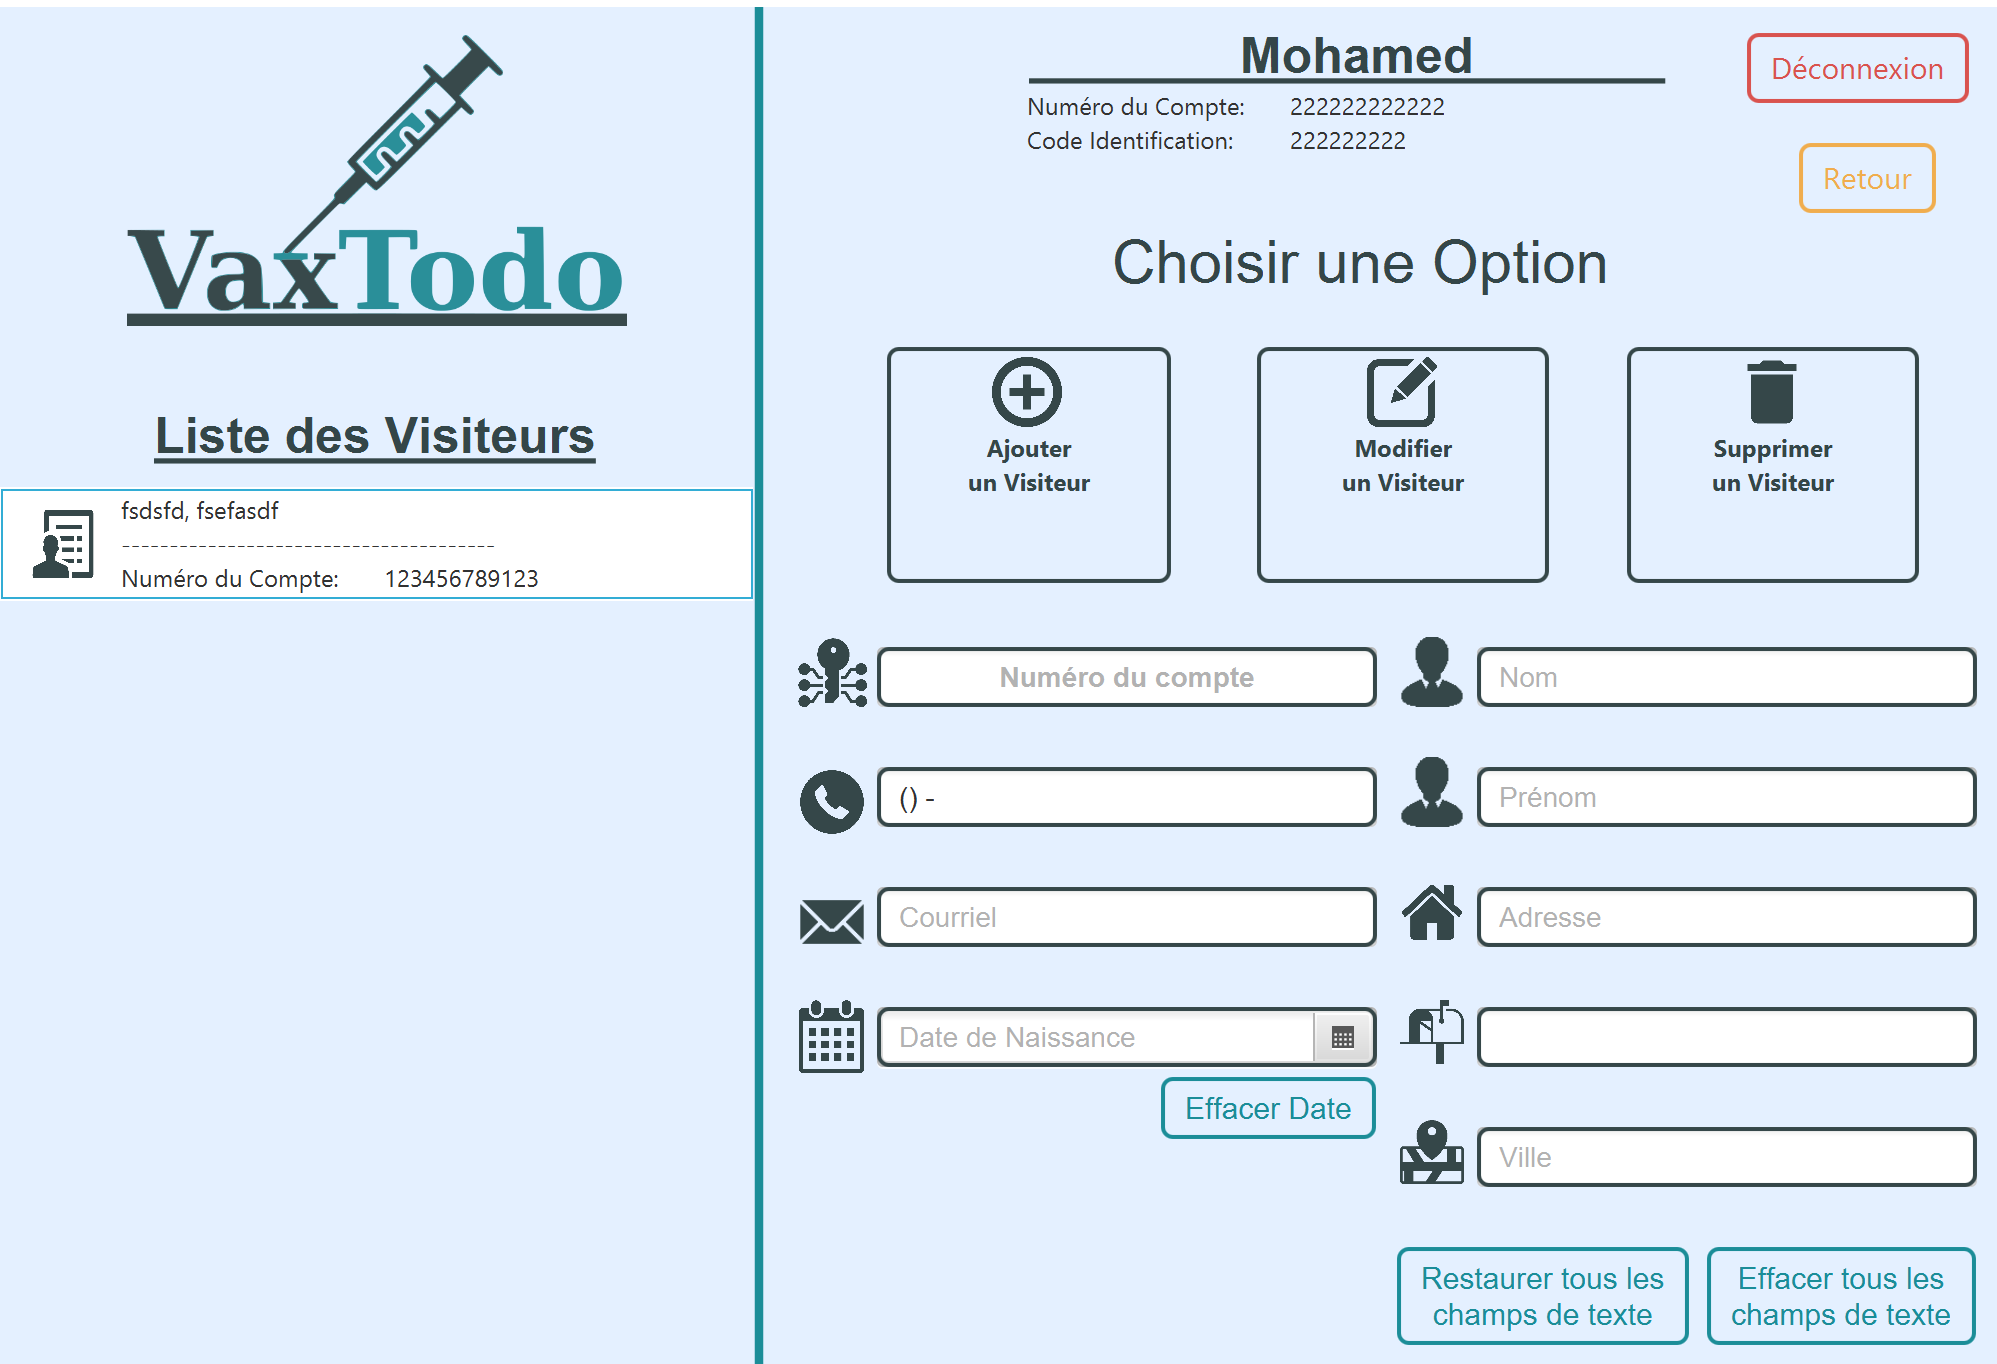 VaxTodo
Liste des Visiteurs
fsdsfd, fsefasdf
---------------------------------------
Numéro du Compte: 123456789123
Mohamed
Numéro du Compte: 222222222222
Code Identification: 222222222
Déconnexion
Retour
Choisir une Option
Ajouter
un Visiteur
Modifier
un Visiteur
Supprimer
un Visiteur
Numéro du compte
Nom
() -
Prénom
Courriel
Adresse
Date de Naissance
Effacer Date
Ville
Restaurer tous les
champs de texte
Effacer tous les
champs de texte